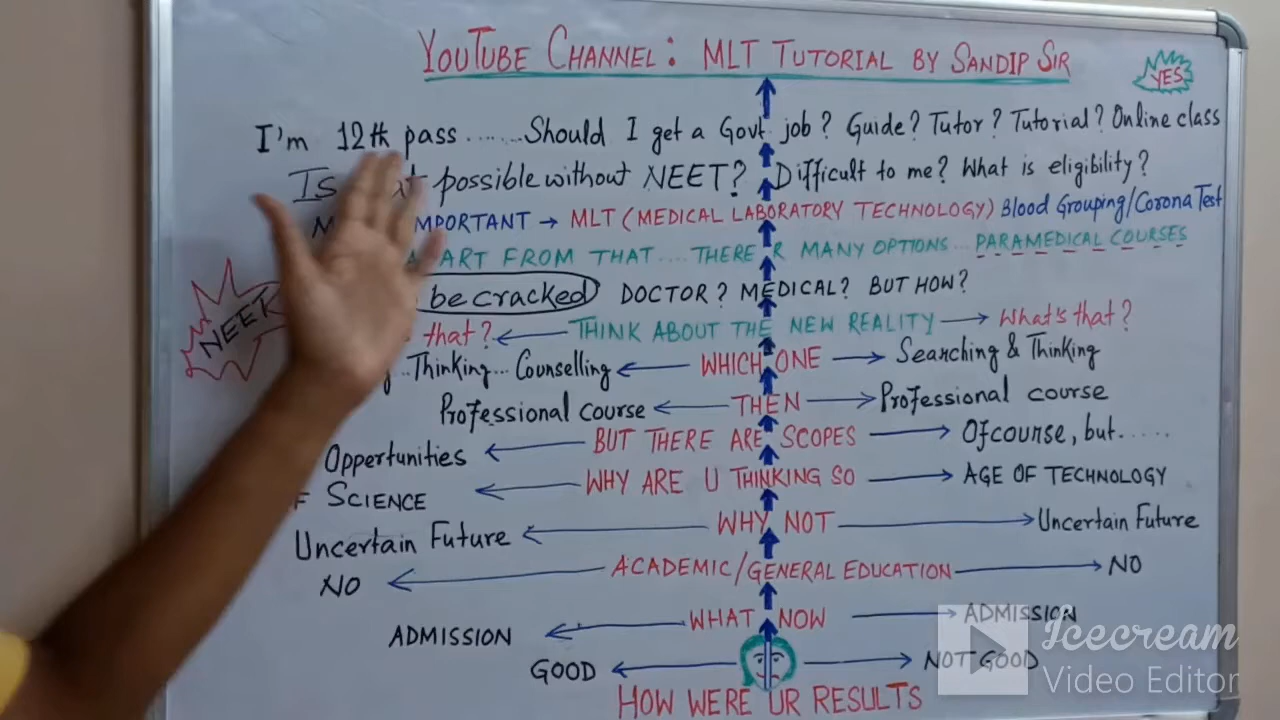 YOUTUBE CHANNEL: MLT TUTORIAL BY SANDIP SIR
YES
I'm 12th pass ....... Should I get a Govt job? Guide? Tutor? Tutorial? Online class
Is possible without NEET? Difficult to me? What is eligibility?
IMPORTANT → MLT (MEDICAL LABORATORY TECHNOLOGY) Blood Grouping/Corona Test
FROM THAT.... THERE R MANY OPTIONS... PARAMEDICAL COURSES
be cracked DOCTOR? MEDICAL? BUT HOW?
NEEK
that? ← THINK ABOUT THE NEW REALITY → What's that?
Thinking... Counselling ← WHICH ONE → Searching & Thinking
Professional course ← THEN → Professional course
Oppertunities ← BUT THERE ARE SCOPES → Ofcourse, but.....
SCIENCE ← WHY ARE U THINKING SO → AGE OF TECHNOLOGY
Uncertain Future ← WHY NOT → Uncertain Future
NO ← ACADEMIC/GENERAL EDUCATION → NO
ADMISSION ← WHAT NOW → ADMISSION
GOOD ← → NOT GOOD
HOW WERE UR RESULTS
Icecream
Video Editor